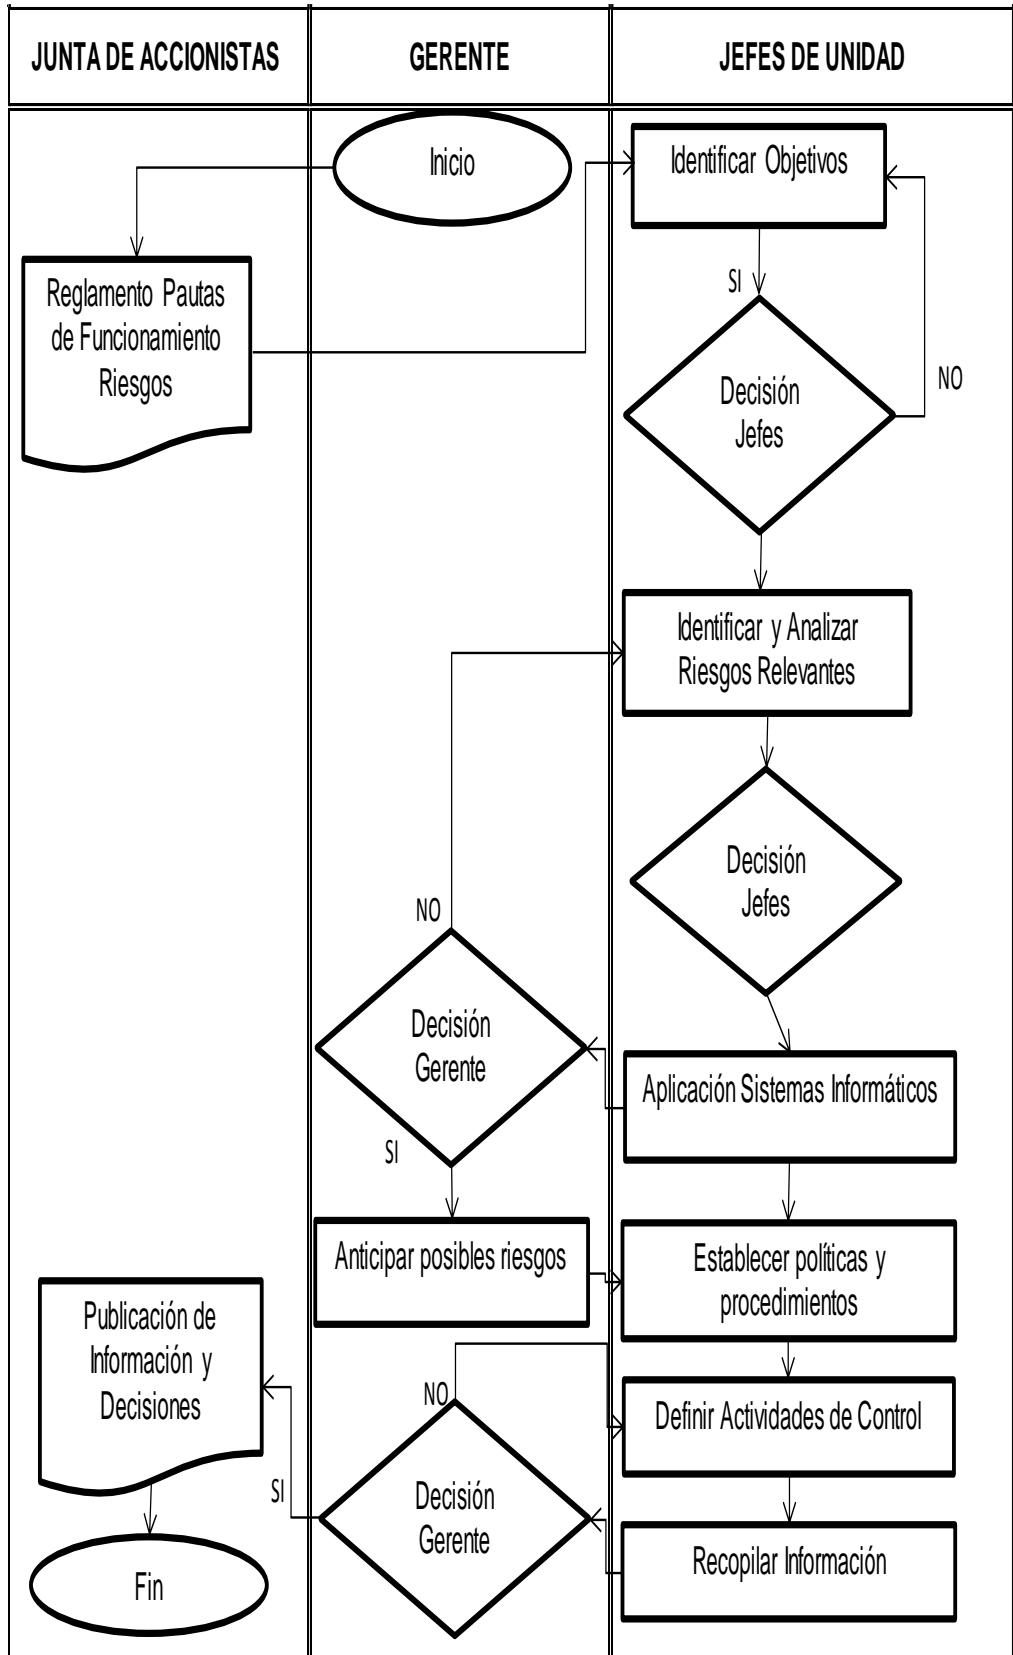 JUNTA DE ACCIONISTAS
GERENTE
JEFES DE UNIDAD
Inicio
Identificar Objetivos
Reglamento Pautas
de Funcionamiento
Riesgos
SI
Decisión
Jefes
NO
Identificar y Analizar
Riesgos Relevantes
Decisión
Jefes
NO
Decisión
Gerente
SI
Aplicación Sistemas Informáticos
Anticipar posibles riesgos
Establecer políticas y
procedimientos
Publicación de
Información y
Decisiones
NO
Definir Actividades de Control
SI
Decisión
Gerente
Recopilar Información
Fin